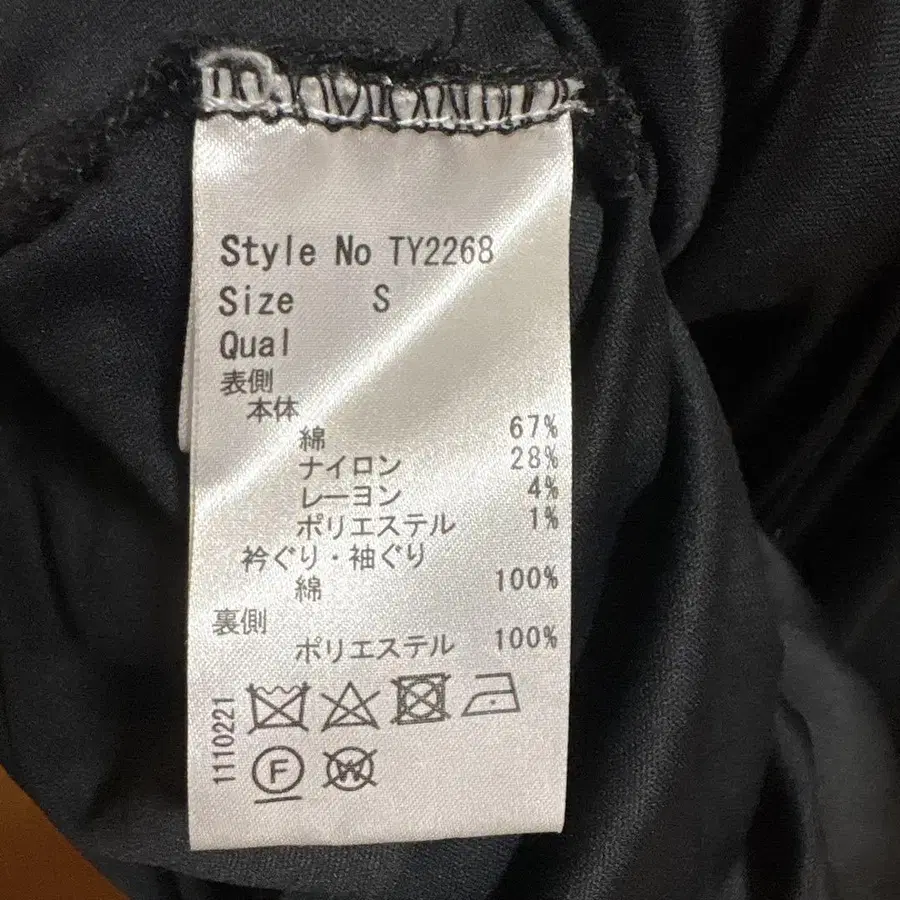 Style No TY2268
Size S
Qual
表側
本体
綿 67%
ナイロン 28%
レーヨン 4%
ポリエステル 1%
衿ぐり・袖ぐり
綿 100%
裏側
ポリエステル 100%
1110221
F W